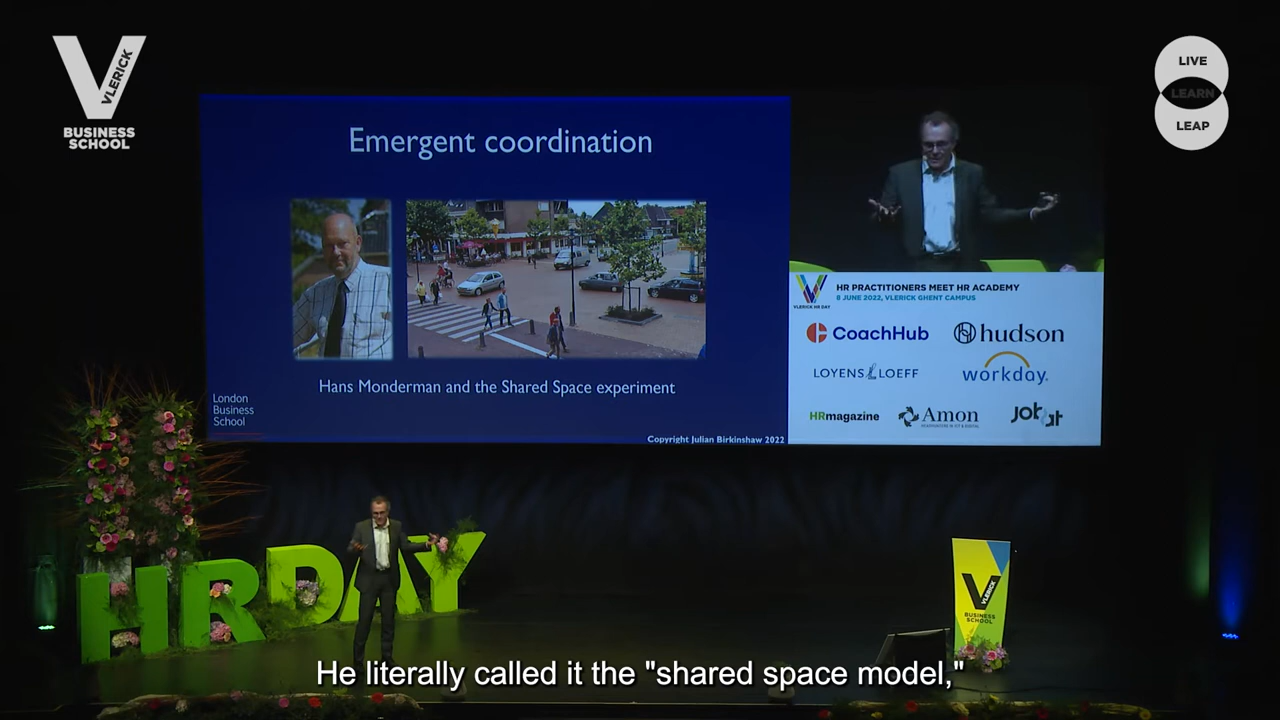 VLERICK
BUSINESS
SCHOOL
LIVE
LEARN
LEAP
Emergent coordination
Hans Monderman and the Shared Space experiment
London
Business
School
Copyright Julian Birkinshaw 2022
VLERICK HR DAY
HR PRACTITIONERS MEET HR ACADEMY
8 JUNE 2022, VLERICK GHENT CAMPUS
CoachHub
hudson
LOYENS & LOEFF
workday.
HRmagazine
Amon
Jobat
HRDAY
VLERICK
BUSINESS
SCHOOL
He literally called it the "shared space model,"